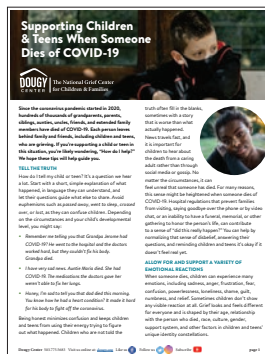 Supporting Children
& Teens When Someone
Dies of COVID-19
DOUGY
CENTER
The National Grief Center
for Children & Families
Since the coronavirus pandemic started in 2020,
hundreds of thousands of grandparents, parents,
siblings, aunties, uncles, friends, and extended family
members have died of COVID-19. Each person leaves
behind family and friends, including children and teens,
who are grieving. If you're supporting a child or teen in
this situation, you're likely wondering, "How do I help?"
We hope these tips will help guide you.
TELL THE TRUTH
How do I tell my child or teen? It's a question we hear
a lot. Start with a short, simple explanation of what
happened, in language they can understand, and
let their questions guide what else to share. Avoid
euphemisms such as passed away, went to sleep, crossed
over, or lost, as they can confuse children. Depending
on the circumstances and your child's developmental
level, you might say:
• Remember me telling you that Grandpa Jerome had
COVID-19? He went to the hospital and the doctors
worked hard, but they couldn't fix his body.
Grandpa died.
• I have very sad news, Auntie Maria died. She had
COVID-19. The medications the doctors gave her
weren't able to fix her lungs.
• Honey, I'm sad to tell you that dad died this morning.
You know how he had a heart condition? It made it hard
for his body to fight off the coronavirus.
Being honest minimizes confusion and keeps children
and teens from using their energy trying to figure
out what happened. Children who are not told the
truth often fill in the blanks,
sometimes with a story
that is worse than what
actually happened.
News travels fast, and
it is important for
children to hear about
the death from a caring
adult rather than through
social media or gossip. No
matter the circumstances, it can
feel unreal that someone has died. For many reasons,
this sense might be heightened when someone dies of
COVID-19. Hospital regulations that prevent families
from visiting, saying goodbye over the phone or by video
chat, or an inability to have a funeral, memorial, or other
gathering to honor the person's life, can contribute
to a sense of "did this really happen?" You can help by
normalizing that sense of disbelief, answering their
questions, and reminding children and teens it's okay if it
doesn't feel real yet.
ALLOW FOR AND SUPPORT A VARIETY OF
EMOTIONAL REACTIONS
When someone dies, children can experience many
emotions, including sadness, anger, frustration, fear,
confusion, powerlessness, loneliness, shame, guilt,
numbness, and relief. Sometimes children don't show
any visible reaction at all. Grief looks and feels different
for everyone and is shaped by their age, relationship
with the person who died, race, culture, gender,
support system, and other factors in children and teens'
unique identity constellations.
page 1